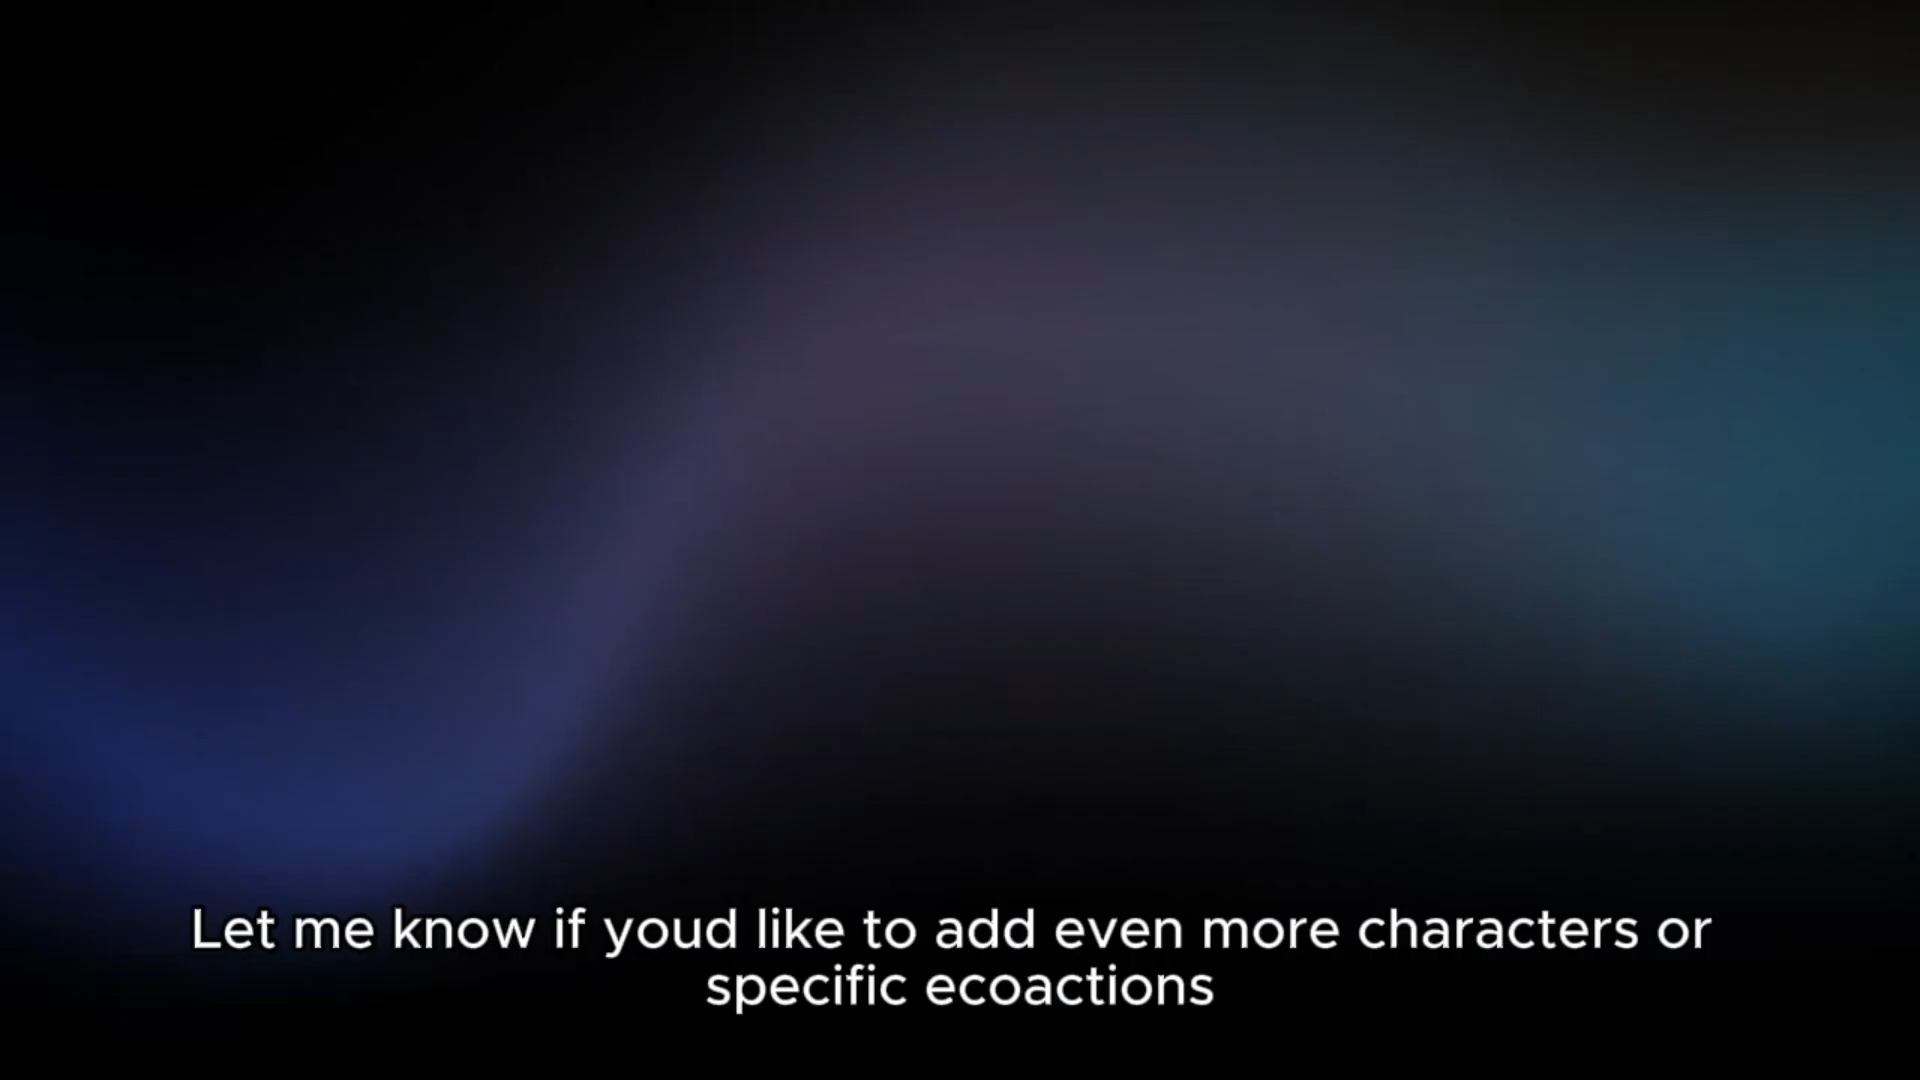 Let me know if youd like to add even more characters or
specific ecoactions